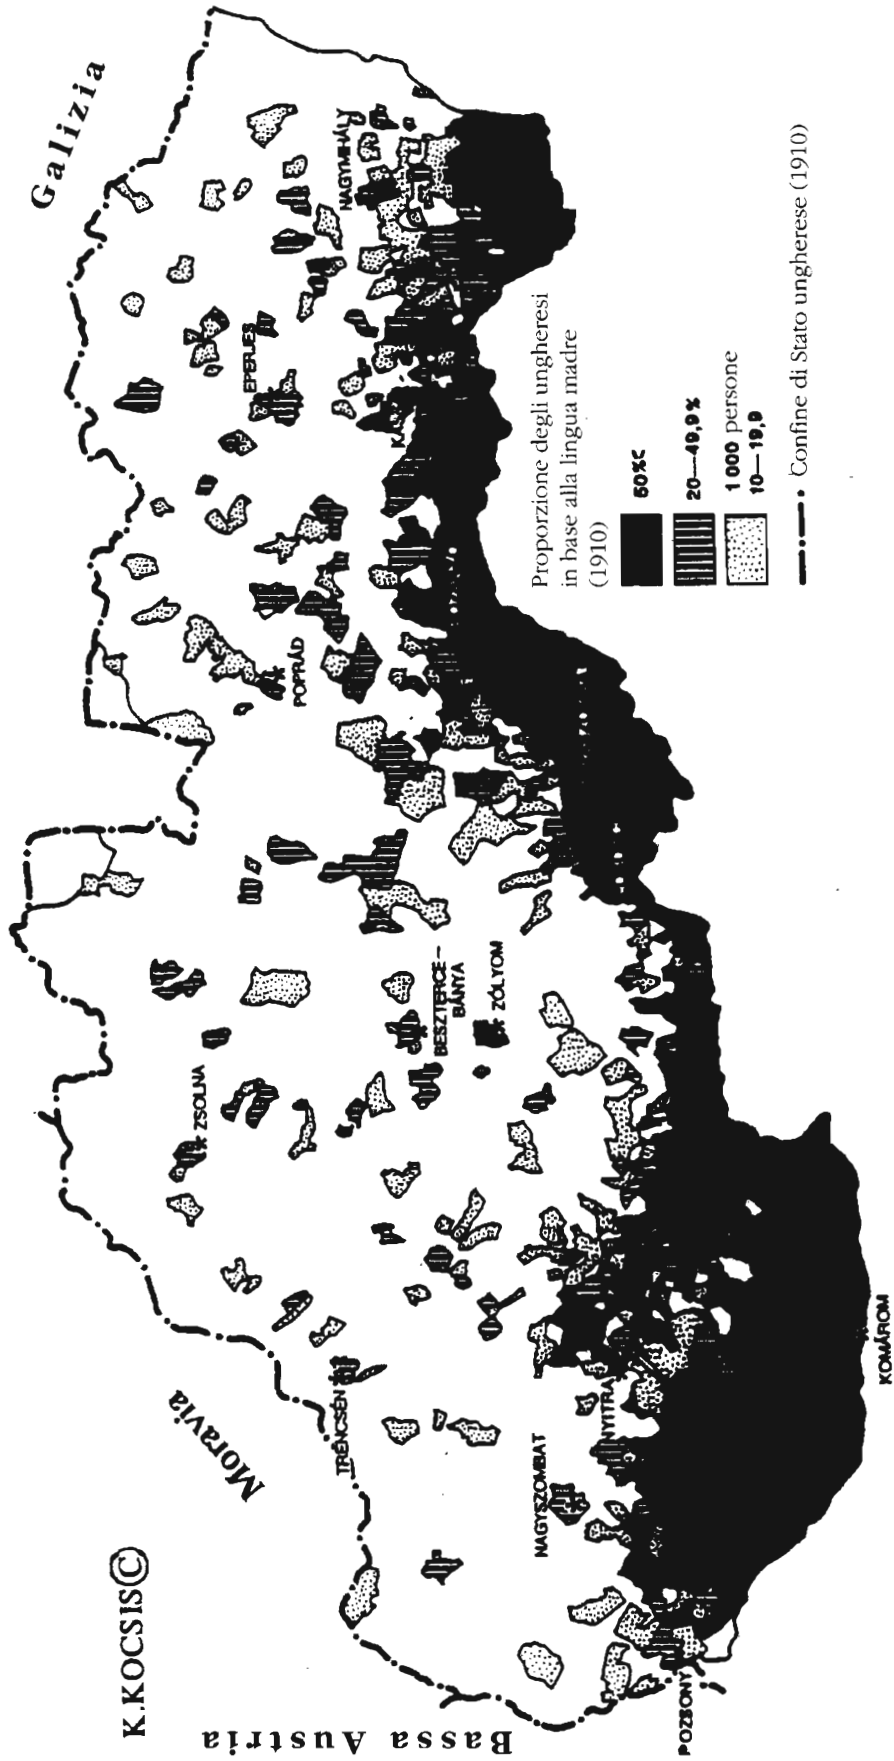 K.KOCSIS ©
Bassa Austria
Moravia
Galizia
TRENCSÉN
ZSOLNA
BESZTERCE-
BÁNYA
ZÓLYOM
POPRÁD
EPERJES
NAGYMIHÁLY
NAGYSZOMBAT
NYITRA
POZSONY
KOMÁROM
Proporzione degli ungheresi
in base alla lingua madre
(1910)
50%<
20—49,9%
1 000 persone
10—19,9
Confine di Stato ungherese (1910)